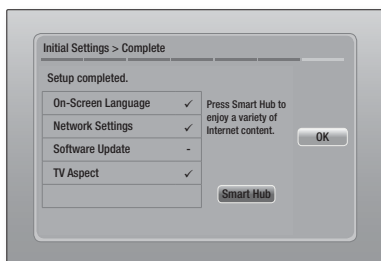 Initial Settings > Complete
Setup completed.
On-Screen Language ✓
Network Settings ✓
Software Update -
TV Aspect ✓
Press Smart Hub to
enjoy a variety of
Internet content.
Smart Hub
OK